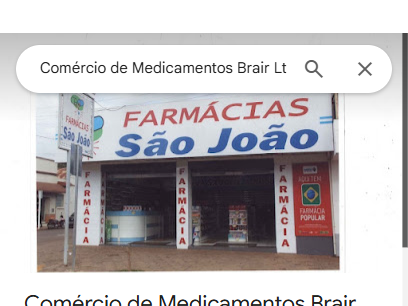 Comércio de Medicamentos Brair Lt
FARMÁCIAS
São João
FARMÁCIAS
São João
FARMÁCIA
FARMÁCIA
FARMÁCIA
AQUI TEM
FARMÁCIA
POPULAR
Comércio de Medicamentos Brair